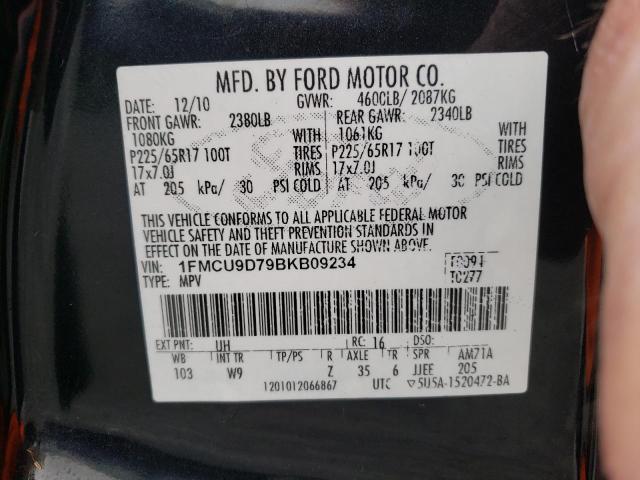 MFD. BY FORD MOTOR CO.
DATE: 12/10 GVWR: 4600LB/ 2087KG
FRONT GAWR: 2380LB REAR GAWR: 2340LB
1080KG WITH 1061KG WITH
P225/65R17 100T TIRES P225/65R17 100T TIRES
17x7.0J RIMS 17x7.0J RIMS
AT 205 kPa/ 30 PSI COLD AT 205 kPa/ 30 PSI COLD
THIS VEHICLE CONFORMS TO ALL APPLICABLE FEDERAL MOTOR
VEHICLE SAFETY AND THEFT PREVENTION STANDARDS IN
EFFECT ON THE DATE OF MANUFACTURE SHOWN ABOVE.
VIN: 1FMCU9D79BKB09234
TYPE: MPV
T0277
EXT PNT: UH RC: 16 DSO:
WB INT TR TP/PS R AXLE TR SPR AM71A
103 W9 Z 35 6 JJEE 205
1201012066867 UTC 5U5A-1520472-BA